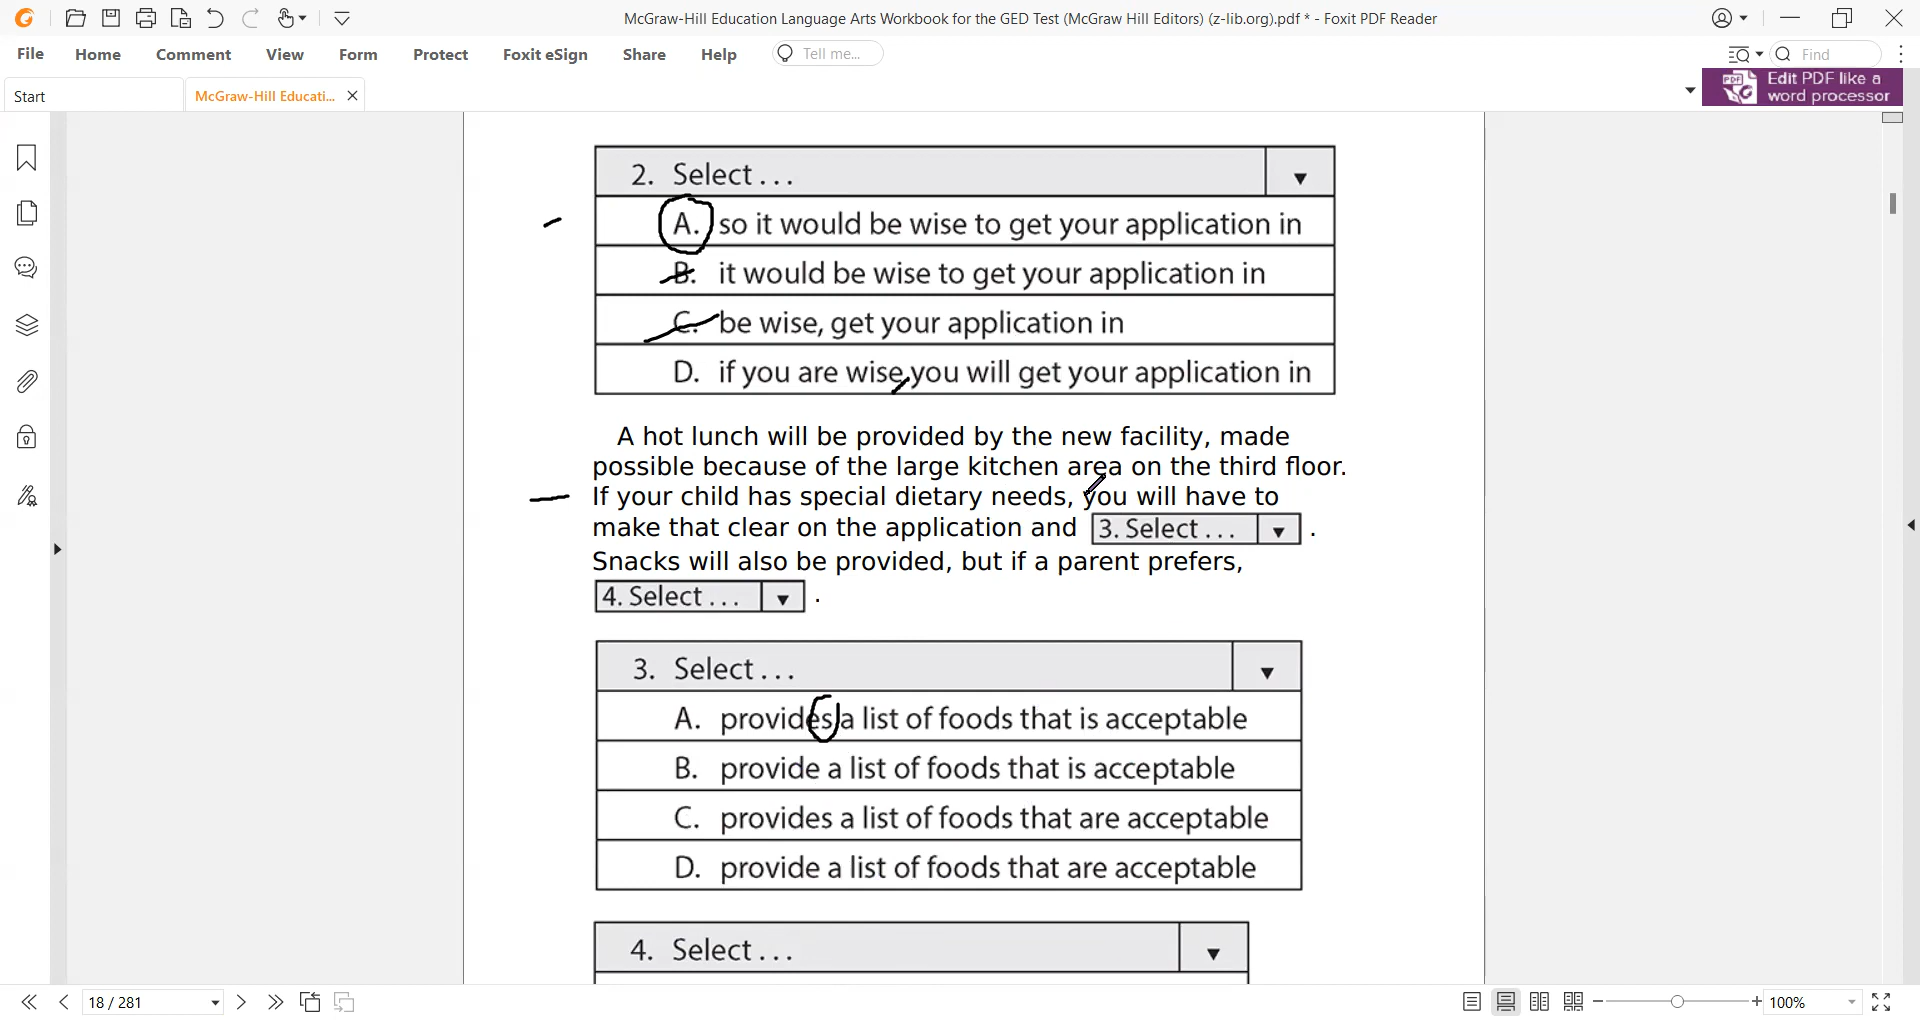 McGraw-Hill Education Language Arts Workbook for the GED Test (McGraw Hill Editors) (z-lib.org).pdf * - Foxit PDF Reader
File Home Comment View Form Protect Foxit eSign Share Help Tell me... Find
Start McGraw-Hill Educati... Edit PDF like a
word processor
2. Select . . .
A. so it would be wise to get your application in
B. it would be wise to get your application in
C. be wise, get your application in
D. if you are wise, you will get your application in
A hot lunch will be provided by the new facility, made
possible because of the large kitchen area on the third floor.
If your child has special dietary needs, you will have to
make that clear on the application and 3. Select . . . .
Snacks will also be provided, but if a parent prefers,
4. Select . . . .
3. Select . . .
A. provides a list of foods that is acceptable
B. provide a list of foods that is acceptable
C. provides a list of foods that are acceptable
D. provide a list of foods that are acceptable
4. Select . . .
18 / 281 100%